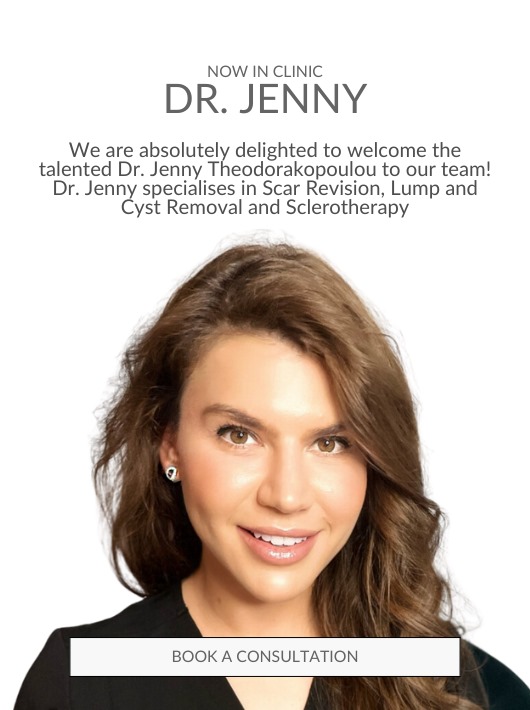 NOW IN CLINIC
DR. JENNY
We are absolutely delighted to welcome the
talented Dr. Jenny Theodorakopoulou to our team!
Dr. Jenny specialises in Scar Revision, Lump and
Cyst Removal and Sclerotherapy
BOOK A CONSULTATION